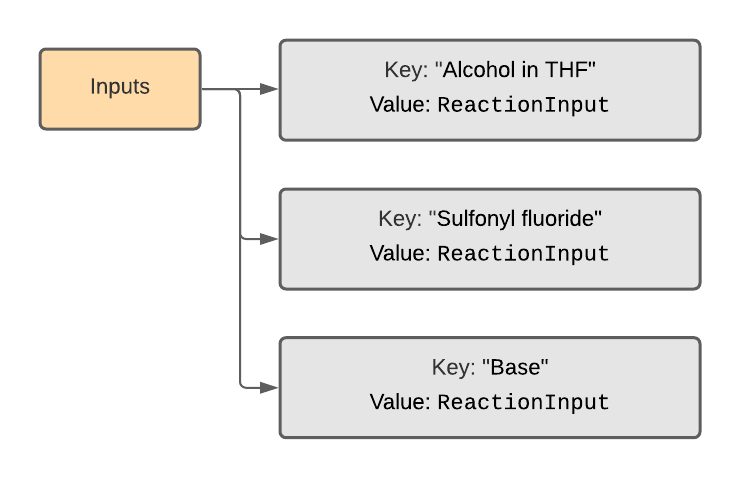 Inputs
Key: "Alcohol in THF"
Value: ReactionInput
Key: "Sulfonyl fluoride"
Value: ReactionInput
Key: "Base"
Value: ReactionInput